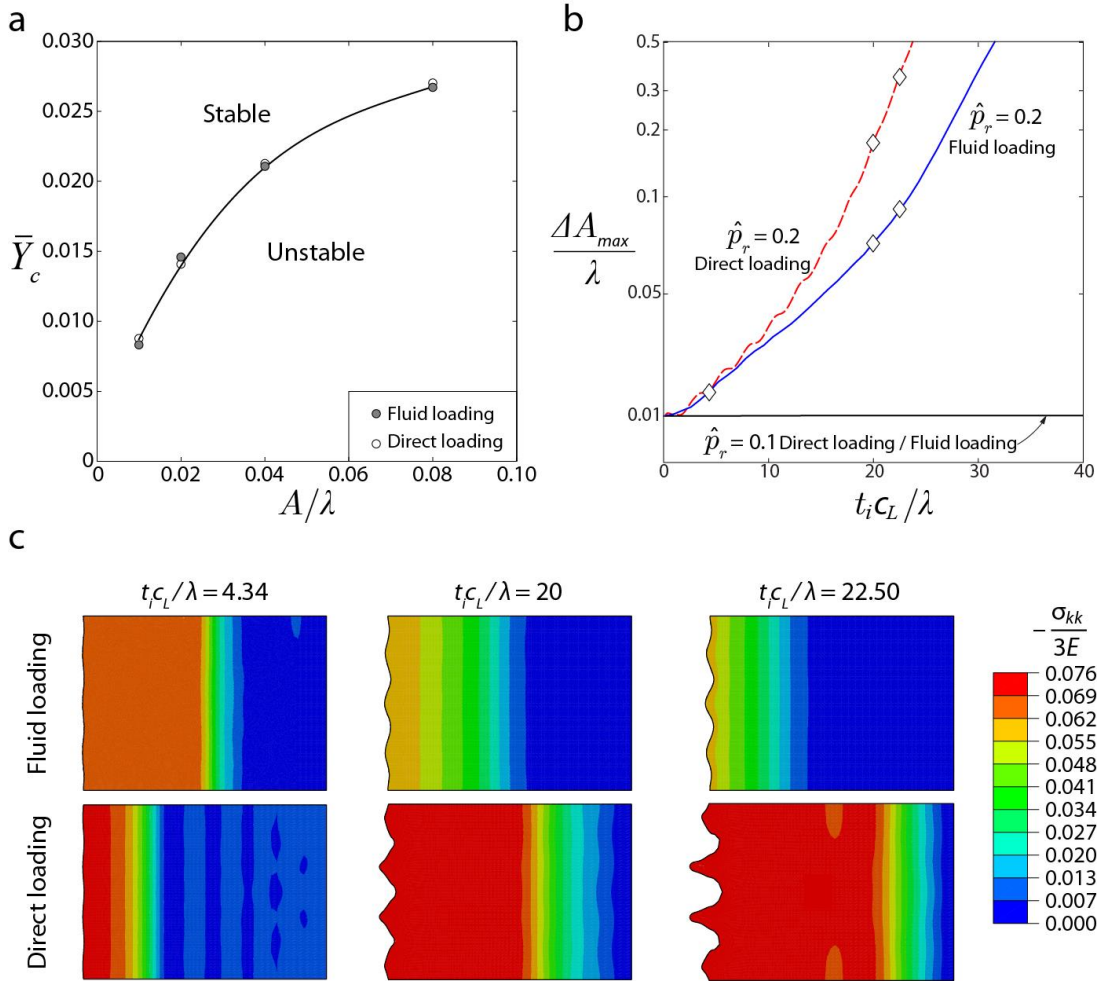 a
0.030
0.025
0.020
0.015
0.010
0.005
0
Ȳc
Stable
Unstable
Fluid loading
Direct loading
0 0.02 0.04 0.06 0.08 0.10
A/λ
b
0.5
0.3
0.2
0.1
0.05
0.01
ΔAmax
λ
p̂r = 0.2
Fluid loading
p̂r = 0.2
Direct loading
p̂r = 0.1 Direct loading / Fluid loading
0 10 20 30 40
ticL/λ
c
ticL/λ = 4.34
ticL/λ = 20
ticL/λ = 22.50
Fluid loading
Direct loading
− σkk
3E
0.076
0.069
0.062
0.055
0.048
0.041
0.034
0.027
0.020
0.013
0.007
0.000